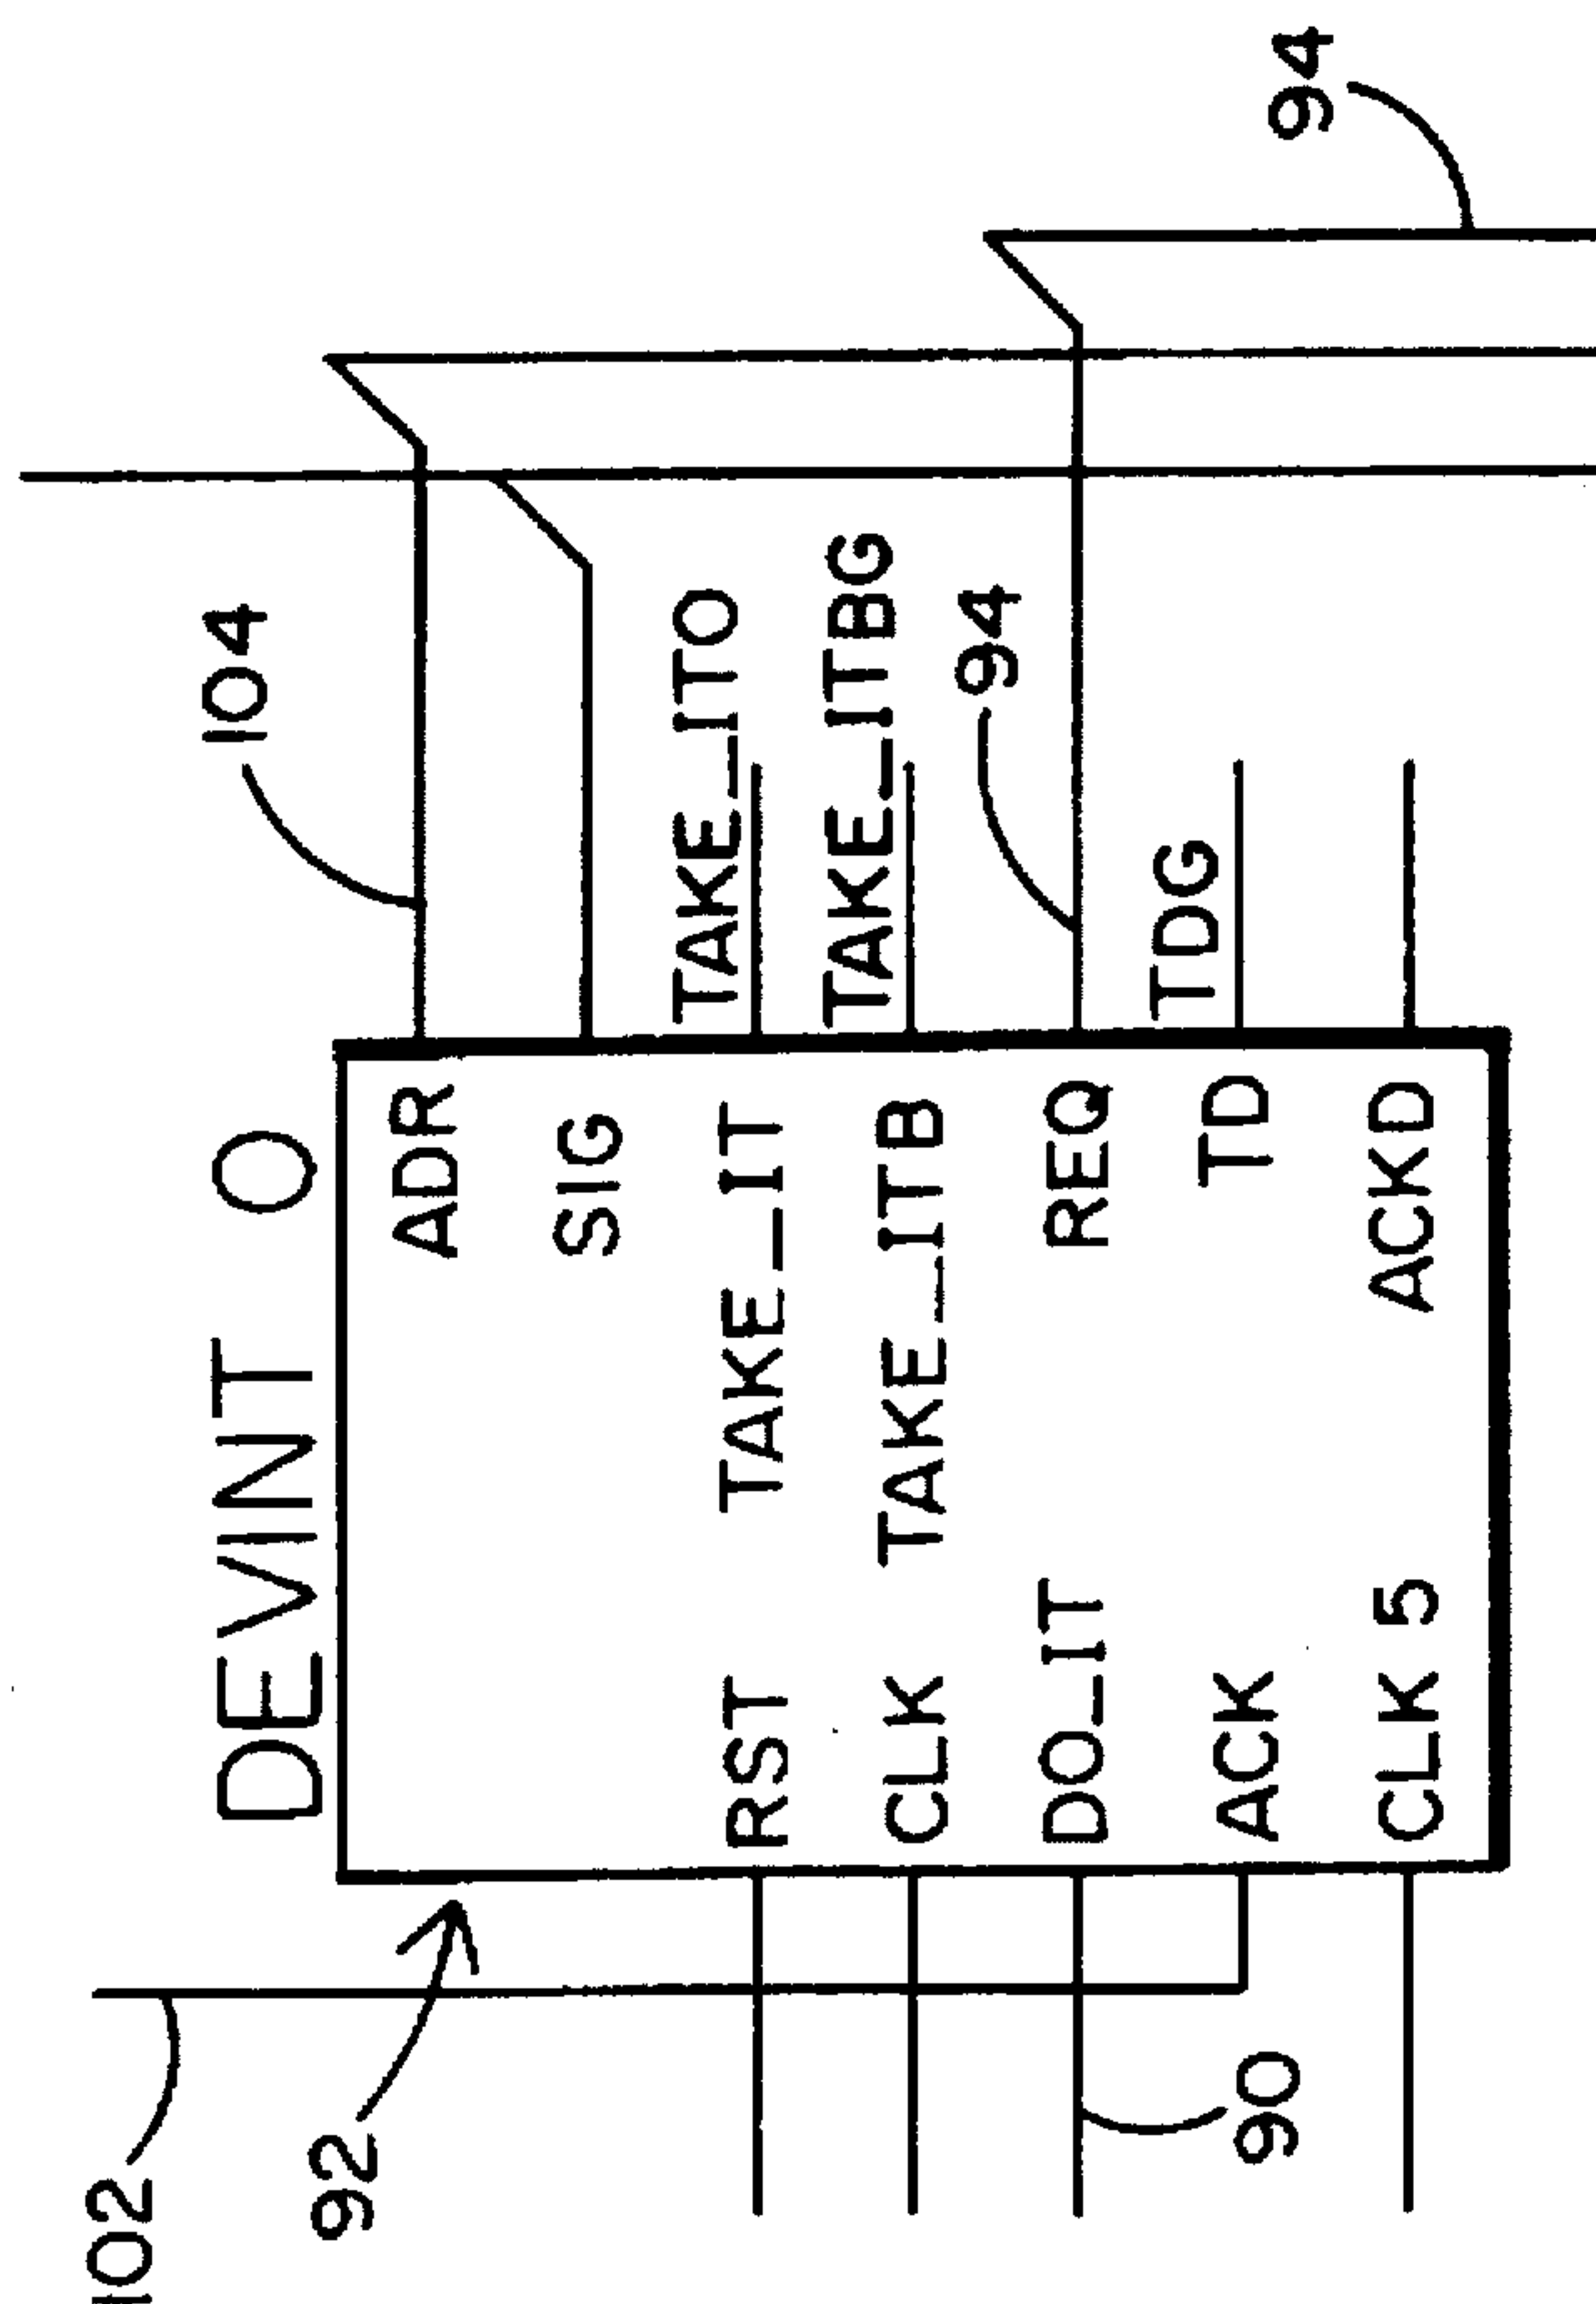 102
104
DEVINT 0
92
ADR
SIG
TAKE_IT0
RST TAKE_IT
TAKE_ITBG
CLK TAKE_ITB
94
DO_IT REQ
TDG
ACK TD
90
94
CLK 5 ACKD